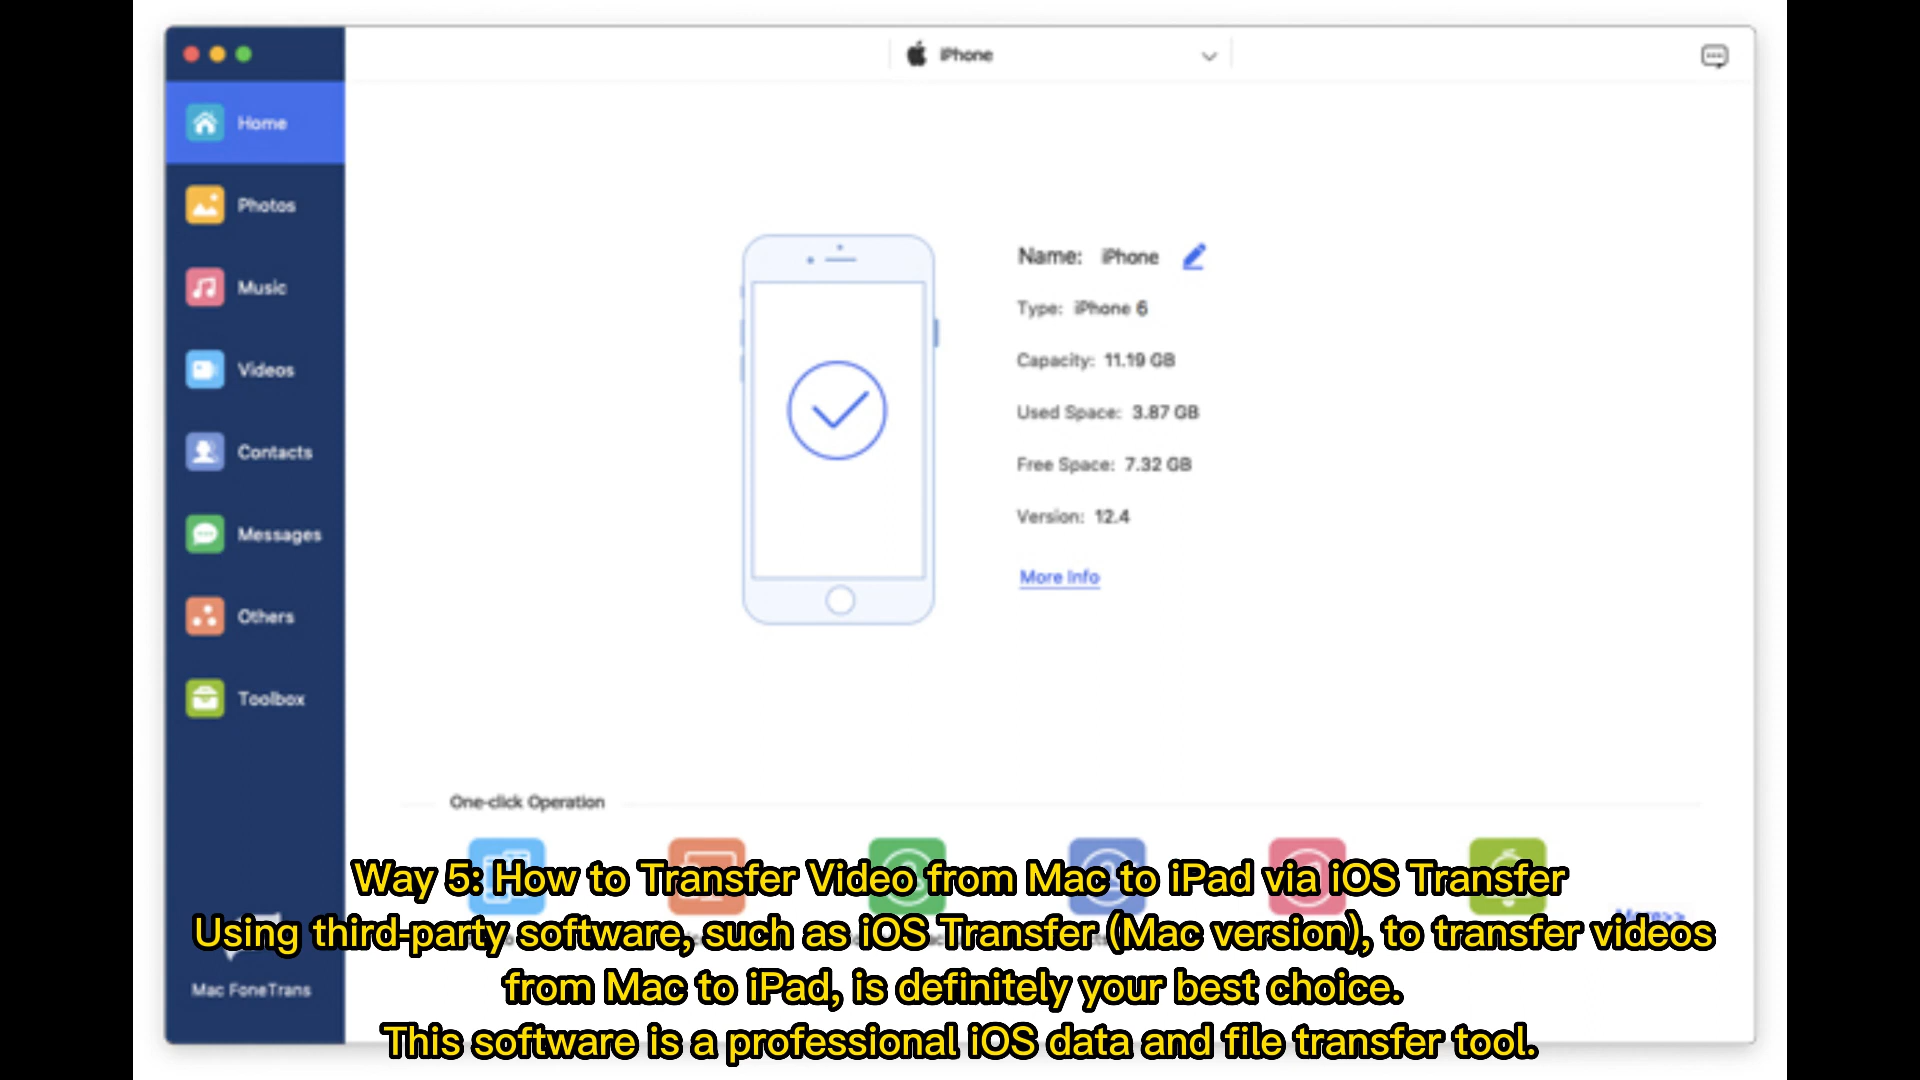 iPhone
Home
Photos
Music
Videos
Contacts
Messages
Others
Toolbox
Mac FoneTrans
Name: iPhone
Type: iPhone 6
Capacity: 11.19 GB
Used Space: 3.87 GB
Free Space: 7.32 GB
Version: 12.4
More Info
One-click Operation
More>>
Way 5: How to Transfer Video from Mac to iPad via iOS Transfer
Using third-party software, such as iOS Transfer (Mac version), to transfer videos
from Mac to iPad, is definitely your best choice.
This software is a professional iOS data and file transfer tool.